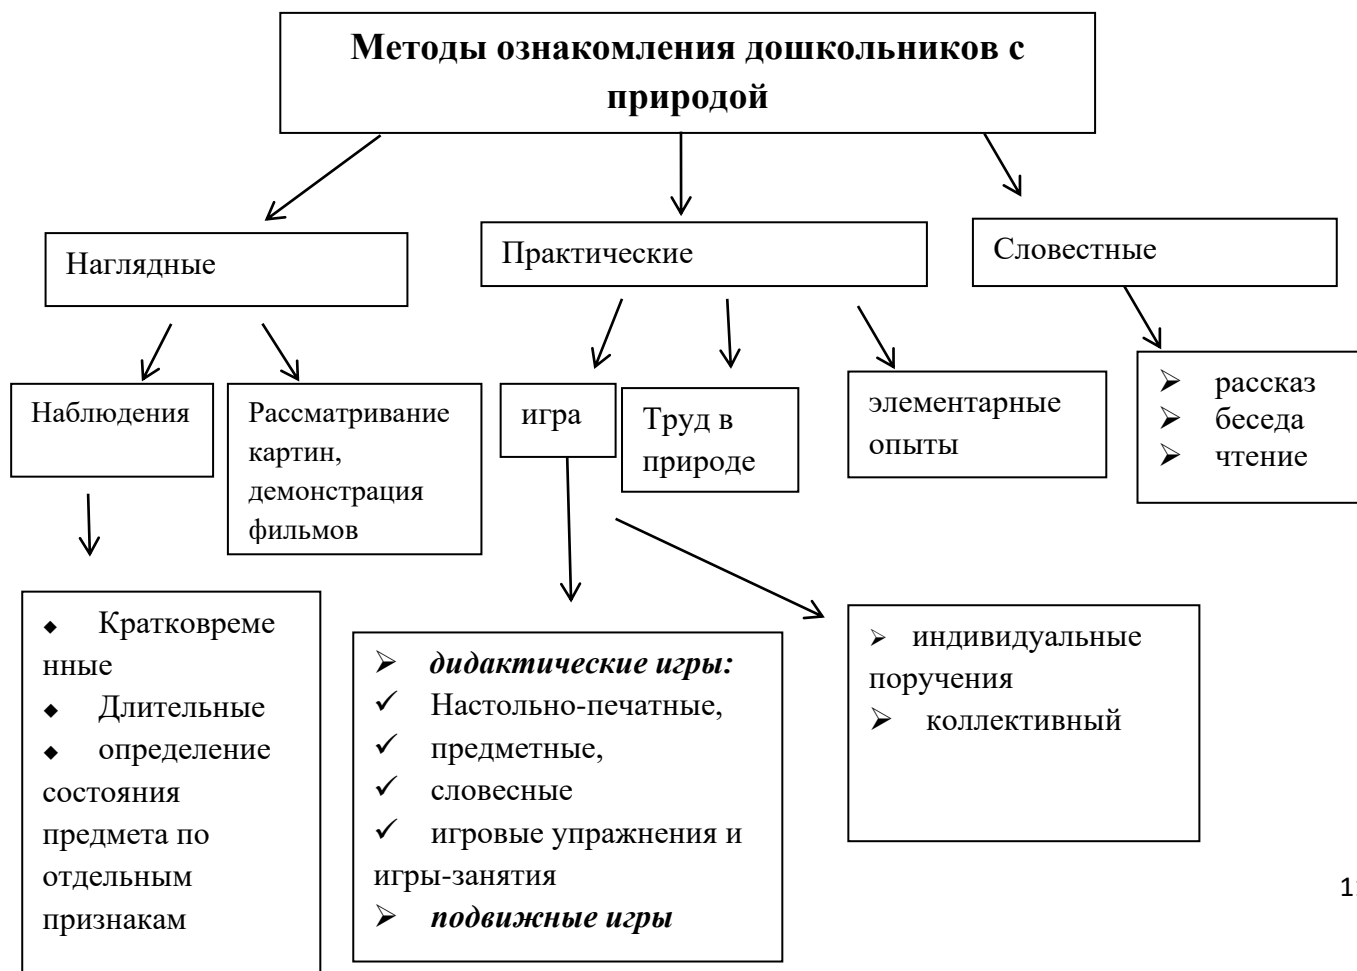 Методы ознакомления дошкольников с
природой
Наглядные
Практические
Словестные
Наблюдения
Рассматривание
картин,
демонстрация
фильмов
игра
Труд в
природе
элементарные
опыты
➢ рассказ
➢ беседа
➢ чтение
◆ Кратковреме
нные
◆ Длительные
◆ определение
состояния
предмета по
отдельным
признакам
➢ дидактические игры:
✓ Настольно-печатные,
✓ предметные,
✓ словесные
✓ игровые упражнения и
игры-занятия
➢ подвижные игры
➢ индивидуальные
поручения
➢ коллективный